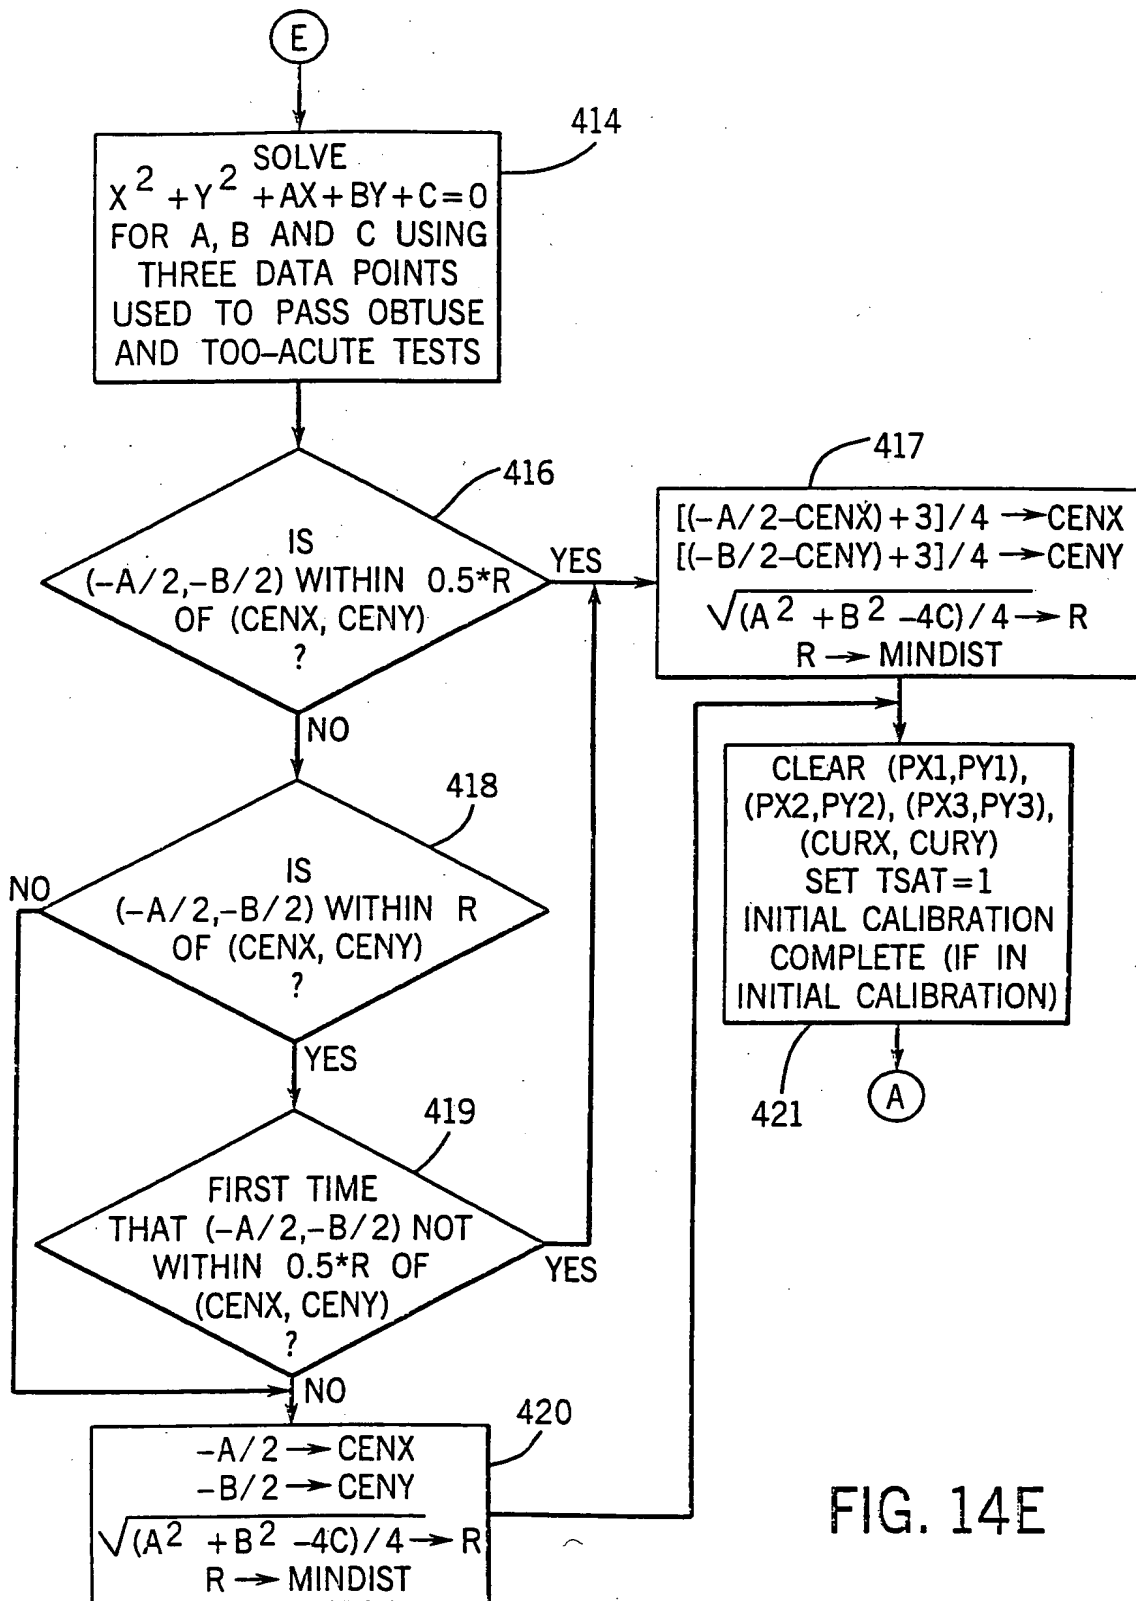 E
414
SOLVE
X² +Y² +AX+BY+C=0
FOR A, B AND C USING
THREE DATA POINTS
USED TO PASS OBTUSE
AND TOO-ACUTE TESTS
416
IS
(-A/2,-B/2) WITHIN 0.5*R
OF (CENX, CENY)
?
YES
NO
417
[(-A/2-CENX)+3]/4 → CENX
[(-B/2-CENY)+3]/4 → CENY
√(A² +B² -4C)/4 → R
R → MINDIST
418
IS
(-A/2,-B/2) WITHIN R
OF (CENX, CENY)
?
NO
YES
CLEAR (PX1,PY1),
(PX2,PY2), (PX3,PY3),
(CURX, CURY)
SET TSAT=1
INITIAL CALIBRATION
COMPLETE (IF IN
INITIAL CALIBRATION)
421
A
419
FIRST TIME
THAT (-A/2,-B/2) NOT
WITHIN 0.5*R OF
(CENX, CENY)
?
YES
NO
420
-A/2 → CENX
-B/2 → CENY
√(A² +B² -4C)/4 → R
R → MINDIST
FIG. 14E